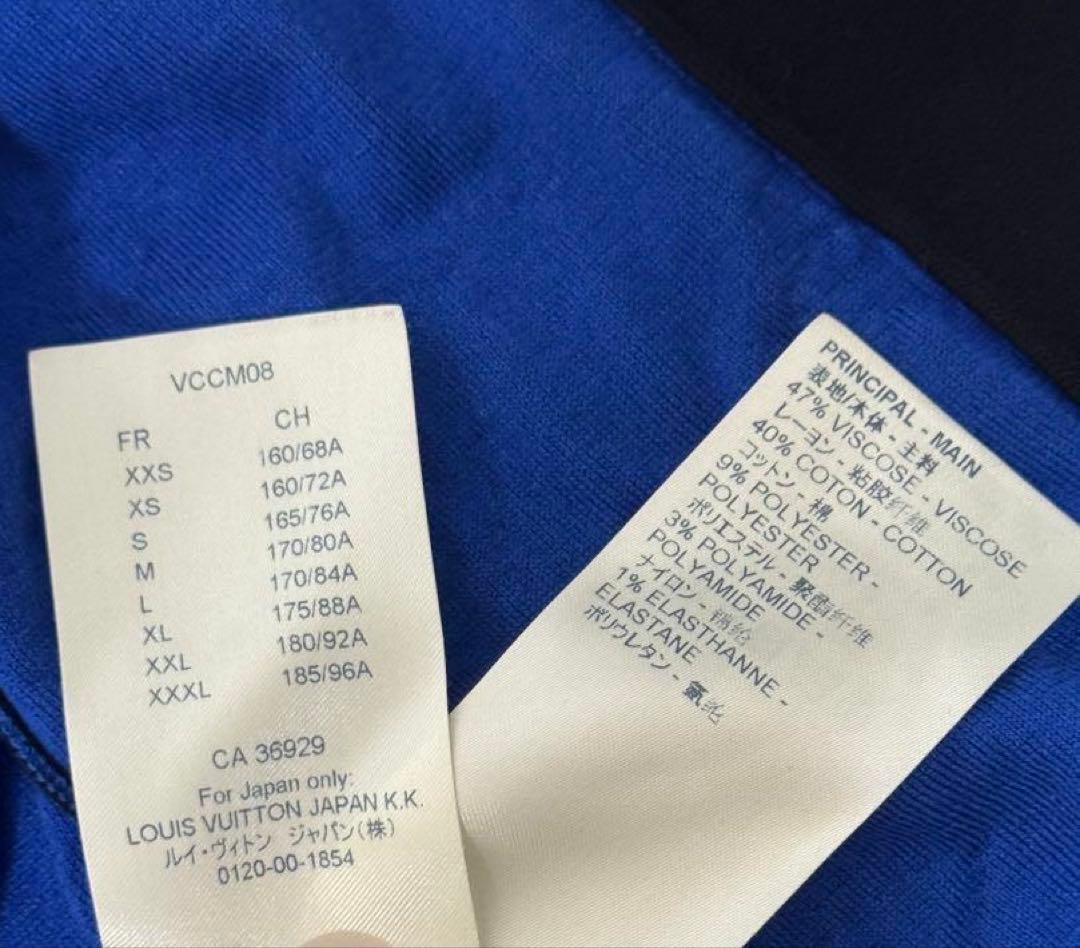 VCCM08
FR CH
XXS 160/68A
XS 160/72A
S 165/76A
M 170/80A
L 170/84A
XL 175/88A
XXL 180/92A
XXXL 185/96A
CA 36929
For Japan only:
LOUIS VUITTON JAPAN K.K.
ルイ・ヴィトン ジャパン(株)
0120-00-1854
PRINCIPAL - MAIN
表地/本体 - 主料
47% VISCOSE - VISCOSE
レーヨン - 粘胶纤维
40% COTON - COTTON
コットン - 棉
9% POLYESTER -
POLYESTER
ポリエステル - 聚酯纤维
3% POLYAMIDE -
POLYAMIDE
ナイロン - 锦纶
1% ELASTHANNE -
ELASTANE
ポリウレタン - 氨纶